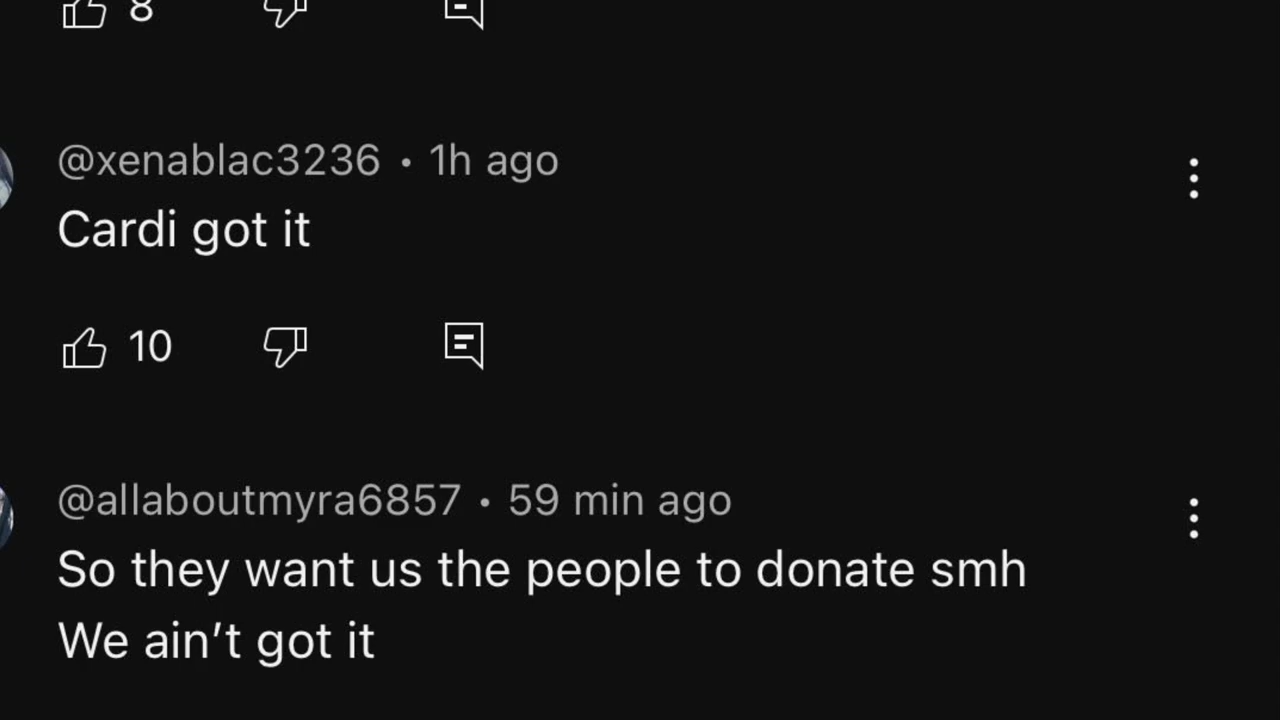 8
@xenablac3236 • 1h ago
Cardi got it
10
@allaboutmyra6857 • 59 min ago
So they want us the people to donate smh
We ain’t got it